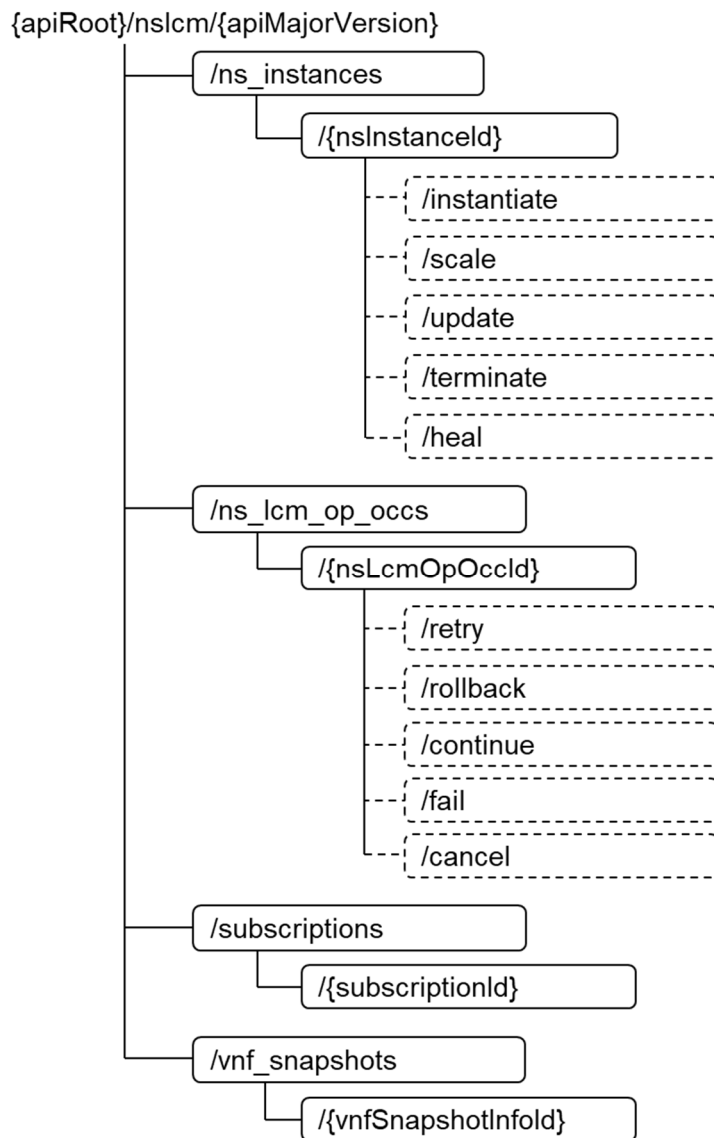 {apiRoot}/nslcm/{apiMajorVersion}
/ns_instances
/{nsInstanceId}
/instantiate
/scale
/update
/terminate
/heal
/ns_lcm_op_occs
/{nsLcmOpOccId}
/retry
/rollback
/continue
/fail
/cancel
/subscriptions
/{subscriptionId}
/vnf_snapshots
/{vnfSnapshotInfoId}